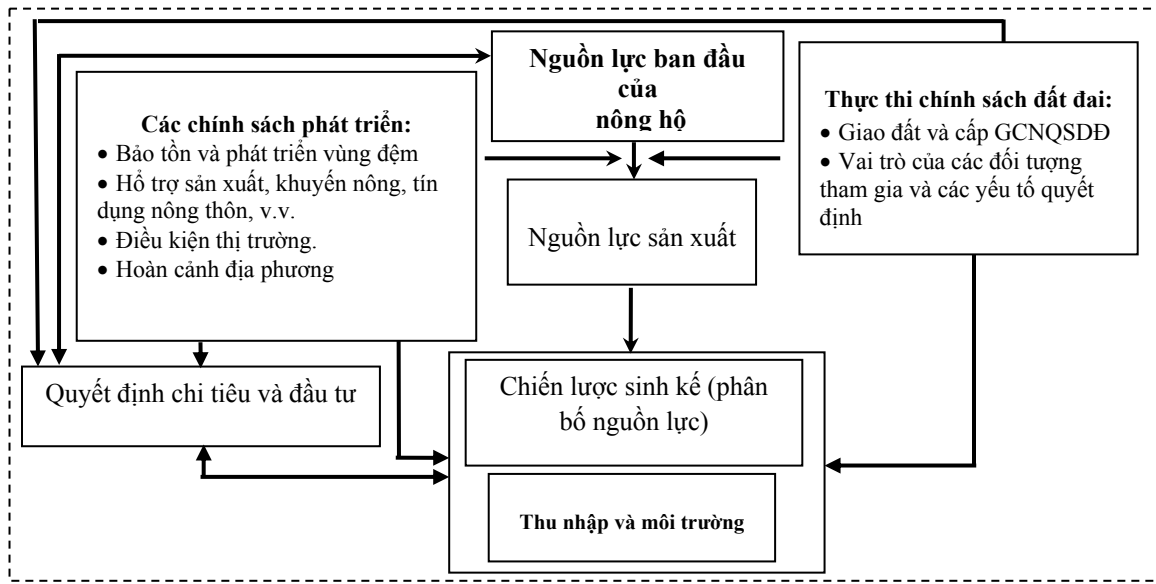 Nguồn lực ban đầu
của
nông hộ
Các chính sách phát triển:
• Bảo tồn và phát triển vùng đệm
• Hổ trợ sản xuất, khuyến nông, tín
dụng nông thôn, v.v.
• Điều kiện thị trường.
• Hoàn cảnh địa phương
Thực thi chính sách đất đai:
• Giao đất và cấp GCNQSDĐ
• Vai trò của các đối tượng
tham gia và các yếu tố quyết
định
Nguồn lực sản xuất
Quyết định chi tiêu và đầu tư
Chiến lược sinh kế (phân
bố nguồn lực)
Thu nhập và môi trường